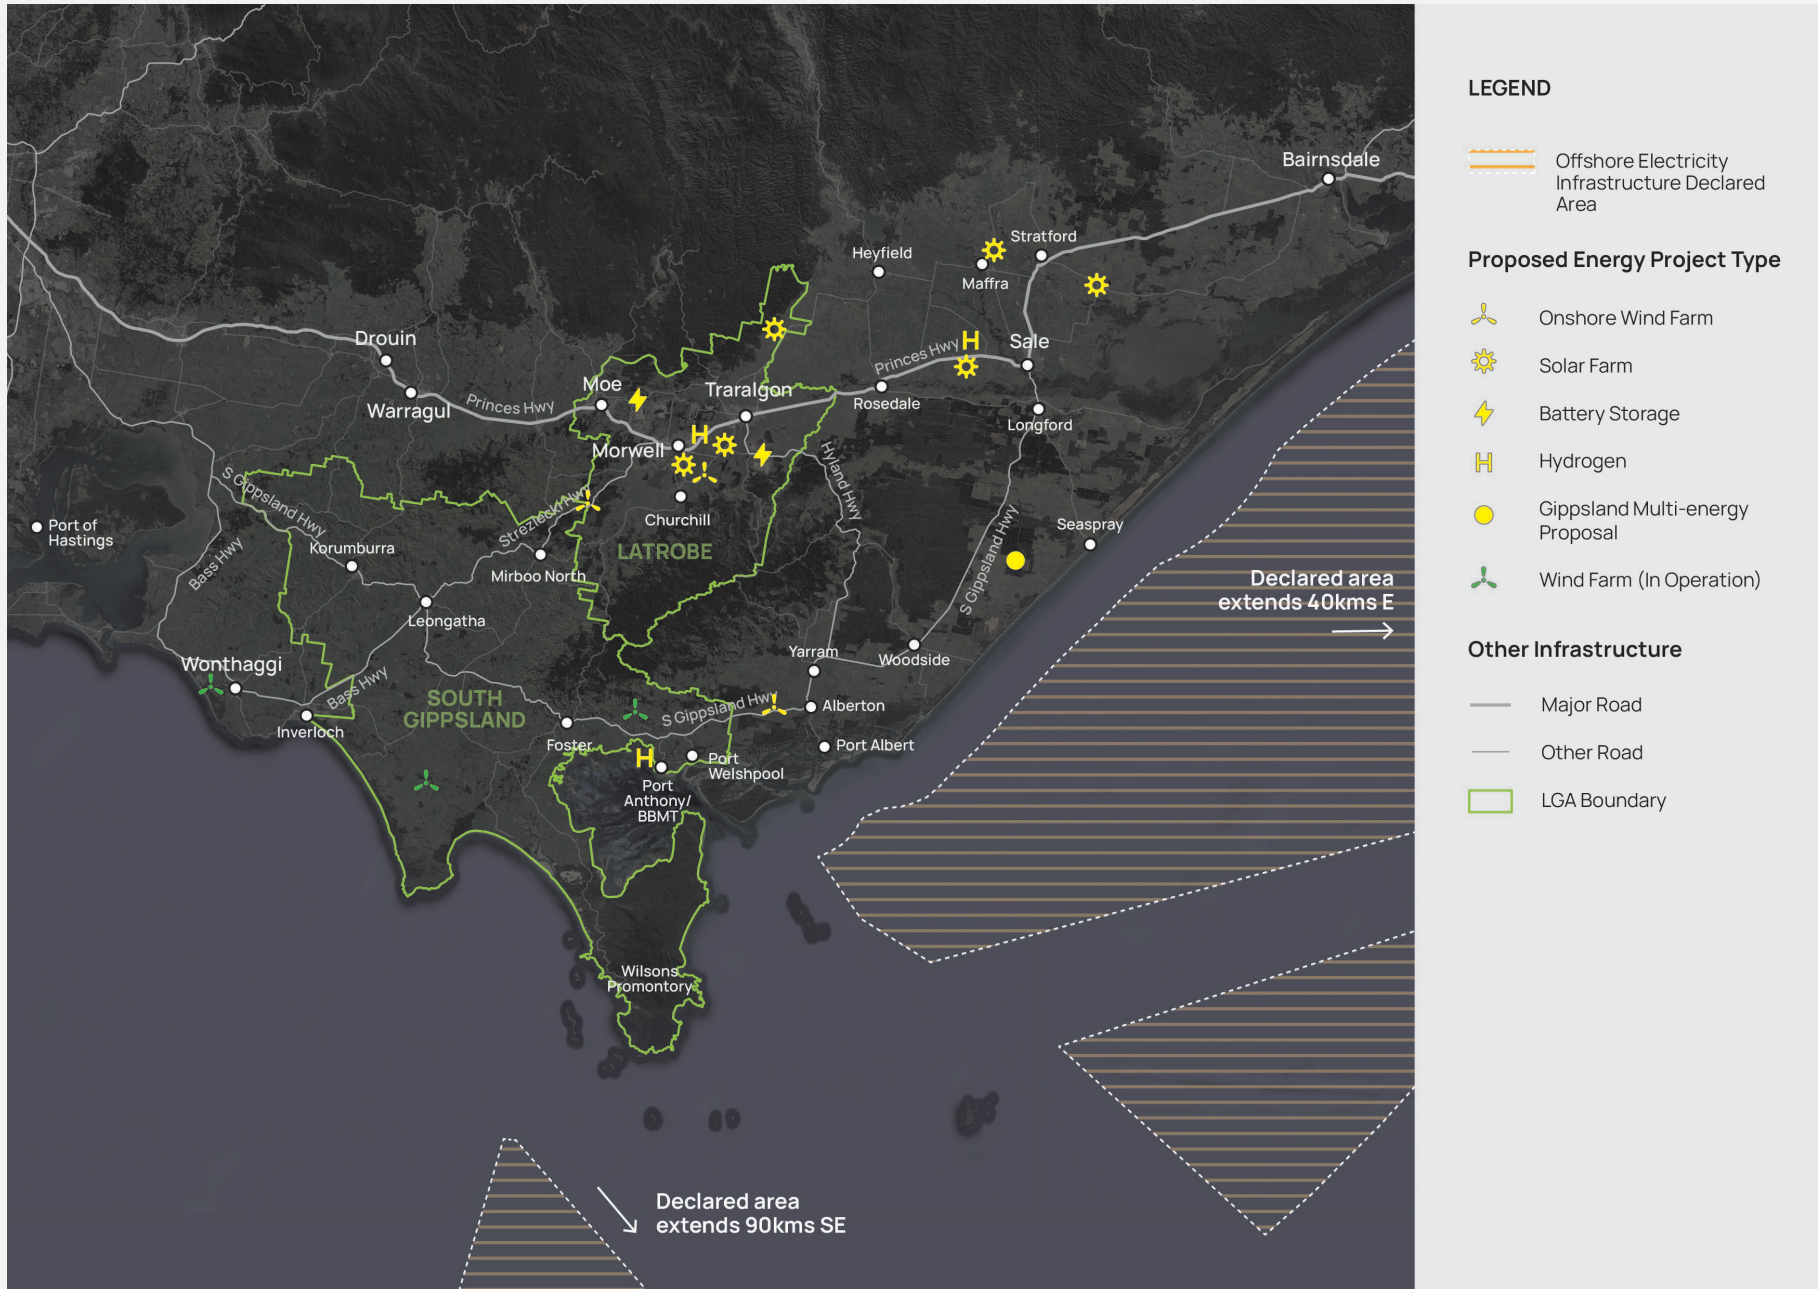 Bairnsdale
Stratford
Heyfield
Maffra
Drouin
H
Sale
Princes Hwy
Moe
Traralgon
Rosedale
Warragul
Princes Hwy
Longford
H
Morwell
Hyland Hwy
S Gippsland Hwy
Strezlecki Hwy
Churchill
Port of
Hastings
Seaspray
Korumburra
LATROBE
Bass Hwy
Mirboo North
S Gippsland Hwy
Declared area
extends 40kms E
Leongatha
Yarram
Woodside
Wonthaggi
Bass Hwy
SOUTH
GIPPSLAND
S Gippsland Hwy
Alberton
Inverloch
Foster
Port Albert
H
Port
Welshpool
Port
Anthony/
BBMT
Wilsons
Promontory
Declared area
extends 90kms SE
LEGEND
Offshore Electricity
Infrastructure Declared
Area
Proposed Energy Project Type
Onshore Wind Farm
Solar Farm
Battery Storage
H Hydrogen
Gippsland Multi-energy
Proposal
Wind Farm (In Operation)
Other Infrastructure
Major Road
Other Road
LGA Boundary